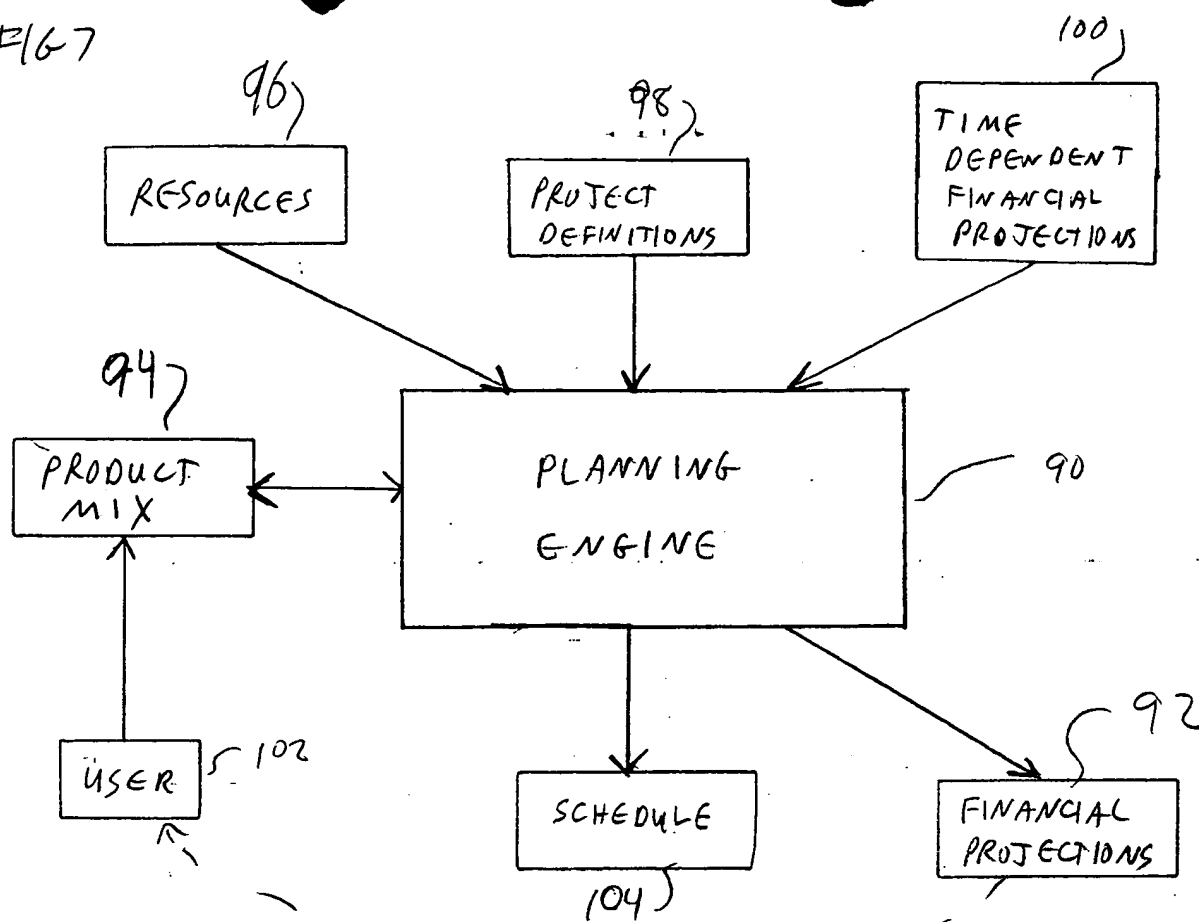 FIG 7
100
96
98
RESOURCES
PROJECT
DEFINITIONS
TIME
DEPENDENT
FINANCIAL
PROJECTIONS
94
PRODUCT
MIX
PLANNING
ENGINE
90
USER
102
SCHEDULE
104
92
FINANCIAL
PROJECTIONS